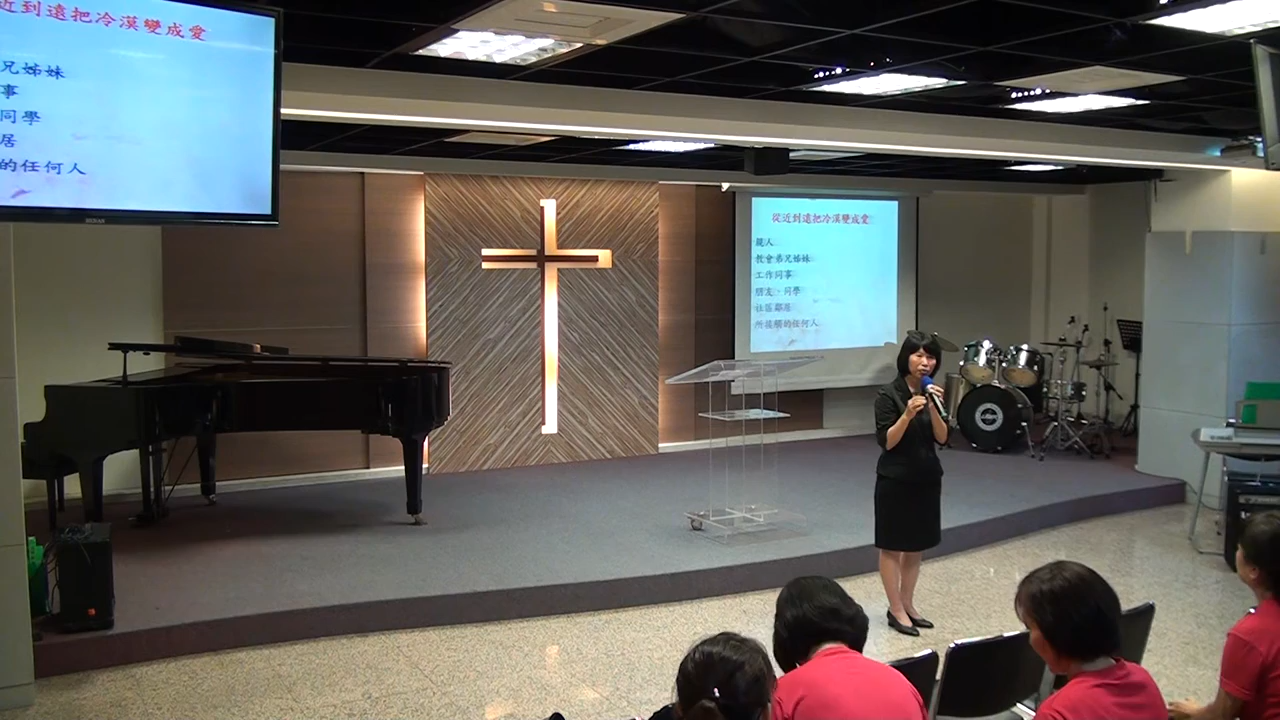 近到遠把冷漠變成愛
兄姊妹
事
同學
居
的任何人
從近到遠把冷漠變成愛
親人
教會弟兄姊妹
工作同事
朋友、同學
社區鄰居
所接觸的任何人